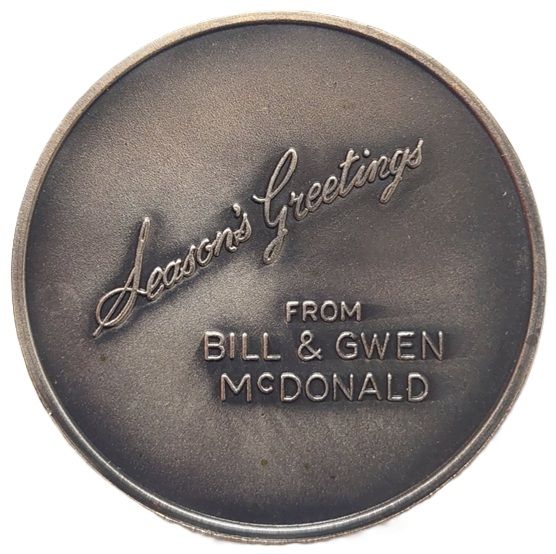 Season's Greetings
FROM
BILL & GWEN
McDONALD